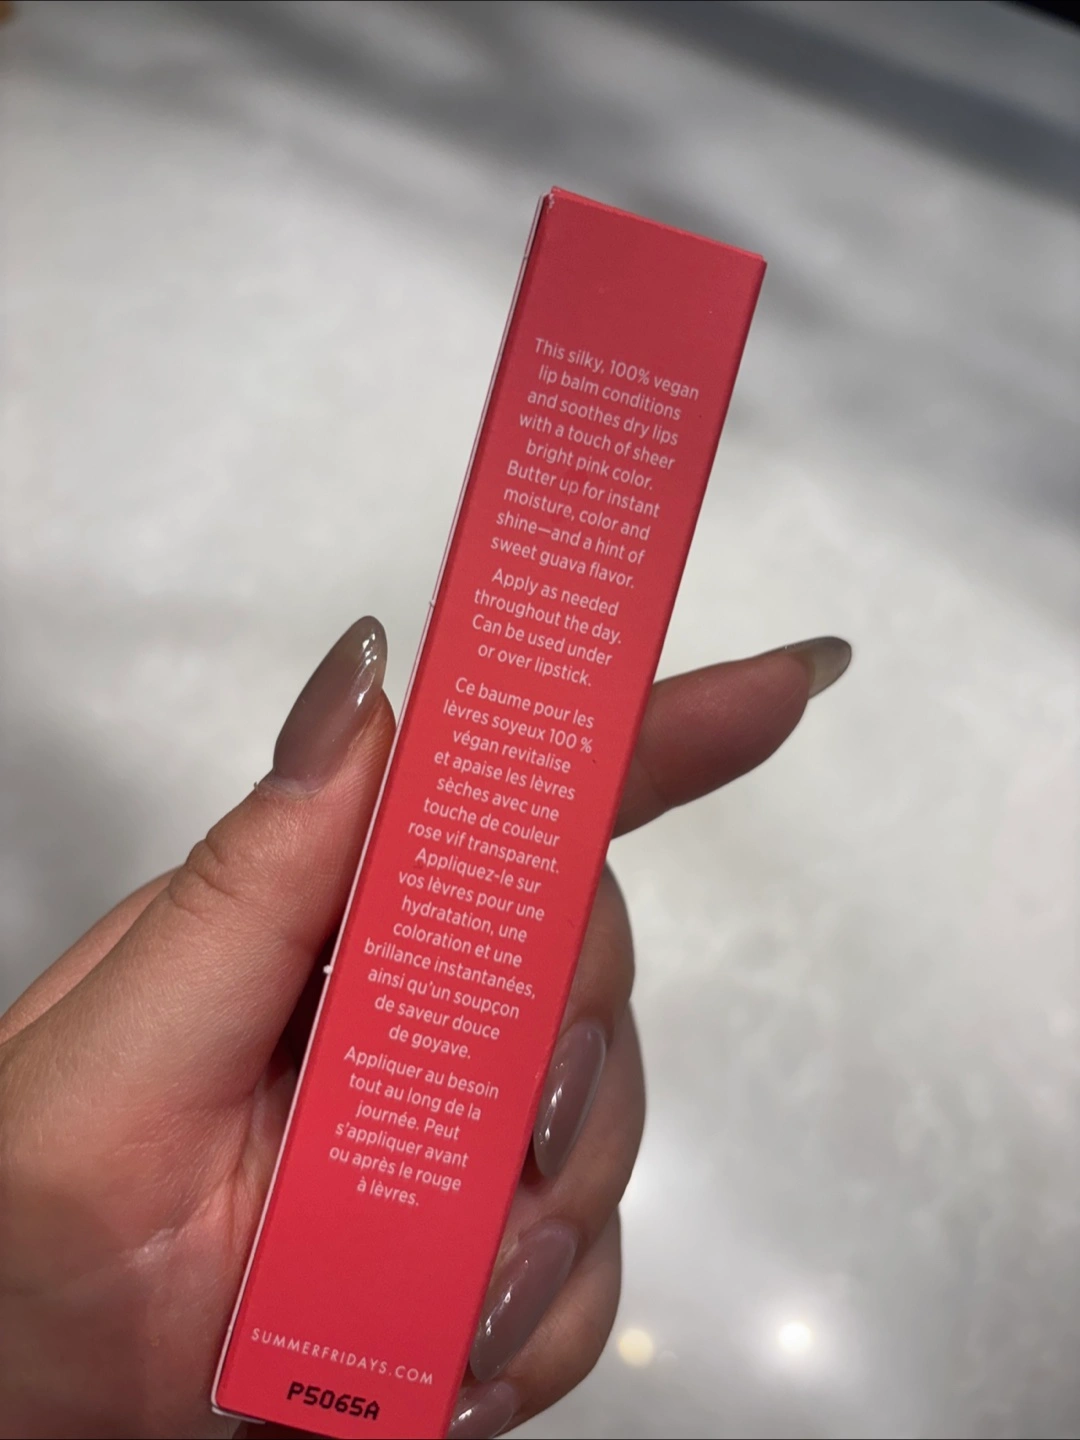 This silky, 100% vegan
lip balm conditions
and soothes dry lips
with a touch of sheer
bright pink color.
Butter up for instant
moisture, color and
shine—and a hint of
sweet guava flavor.
Apply as needed
throughout the day.
Can be used under
or over lipstick.
Ce baume pour les
lèvres soyeux 100 %
végan revitalise
et apaise les lèvres
sèches avec une
touche de couleur
rose vif transparent.
Appliquez-le sur
vos lèvres pour une
hydratation, une
coloration et une
brillance instantanées,
ainsi qu'un soupçon
de saveur douce
de goyave.
Appliquer au besoin
tout au long de la
journée. Peut
s'appliquer avant
ou après le rouge
à lèvres.
SUMMERFRIDAYS.COM
P5065A